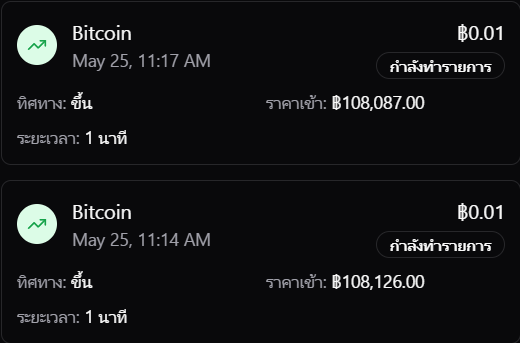 Bitcoin
฿0.01
May 25, 11:17 AM
กำลังทำรายการ
ทิศทาง: ขึ้น
ราคาเข้า: ฿108,087.00
ระยะเวลา: 1 นาที
Bitcoin
฿0.01
May 25, 11:14 AM
กำลังทำรายการ
ทิศทาง: ขึ้น
ราคาเข้า: ฿108,126.00
ระยะเวลา: 1 นาที